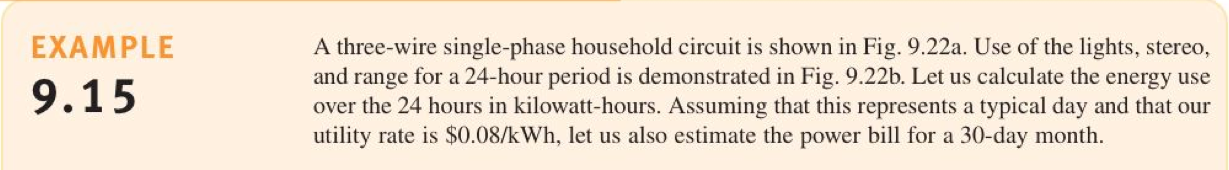 EXAMPLE
9.15
A three-wire single-phase household circuit is shown in Fig. 9.22a. Use of the lights, stereo,
and range for a 24-hour period is demonstrated in Fig. 9.22b. Let us calculate the energy use
over the 24 hours in kilowatt-hours. Assuming that this represents a typical day and that our
utility rate is $0.08/kWh, let us also estimate the power bill for a 30-day month.